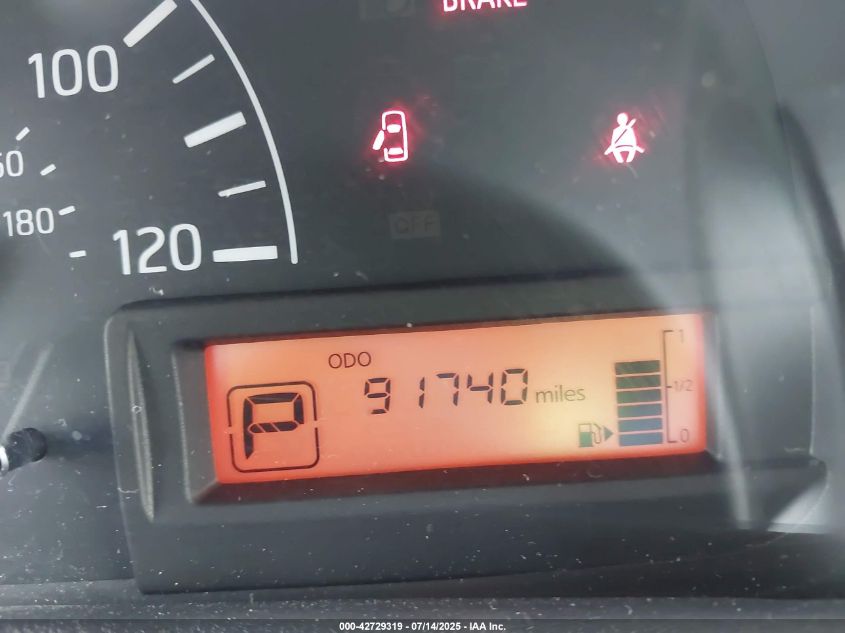 BRAKE
100
180
120
OFF
ODO
91740 miles
P
1
1/2
0
000-42729319 - 07/14/2025 - IAA Inc.